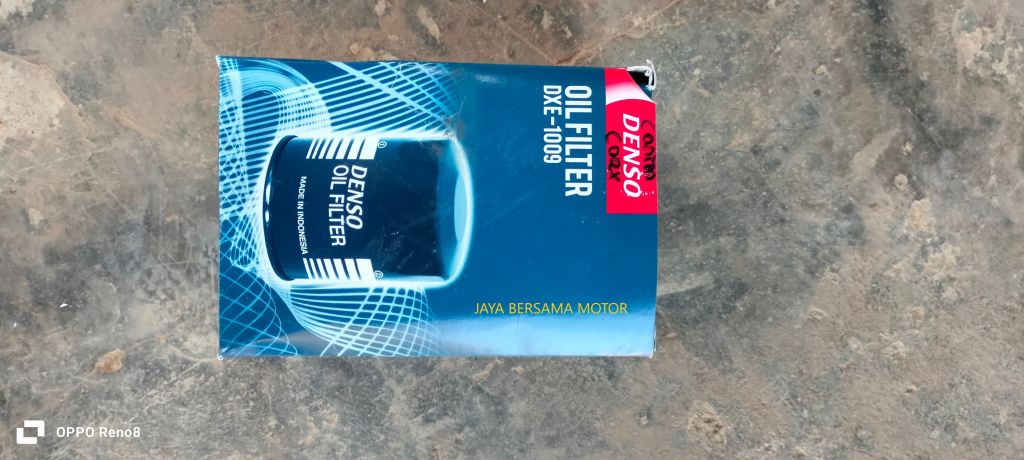 DENSO
OIL FILTER
DXE-1009
DENSO
OIL FILTER
MADE IN INDONESIA
JAYA BERSAMA MOTOR
OPPO Reno8